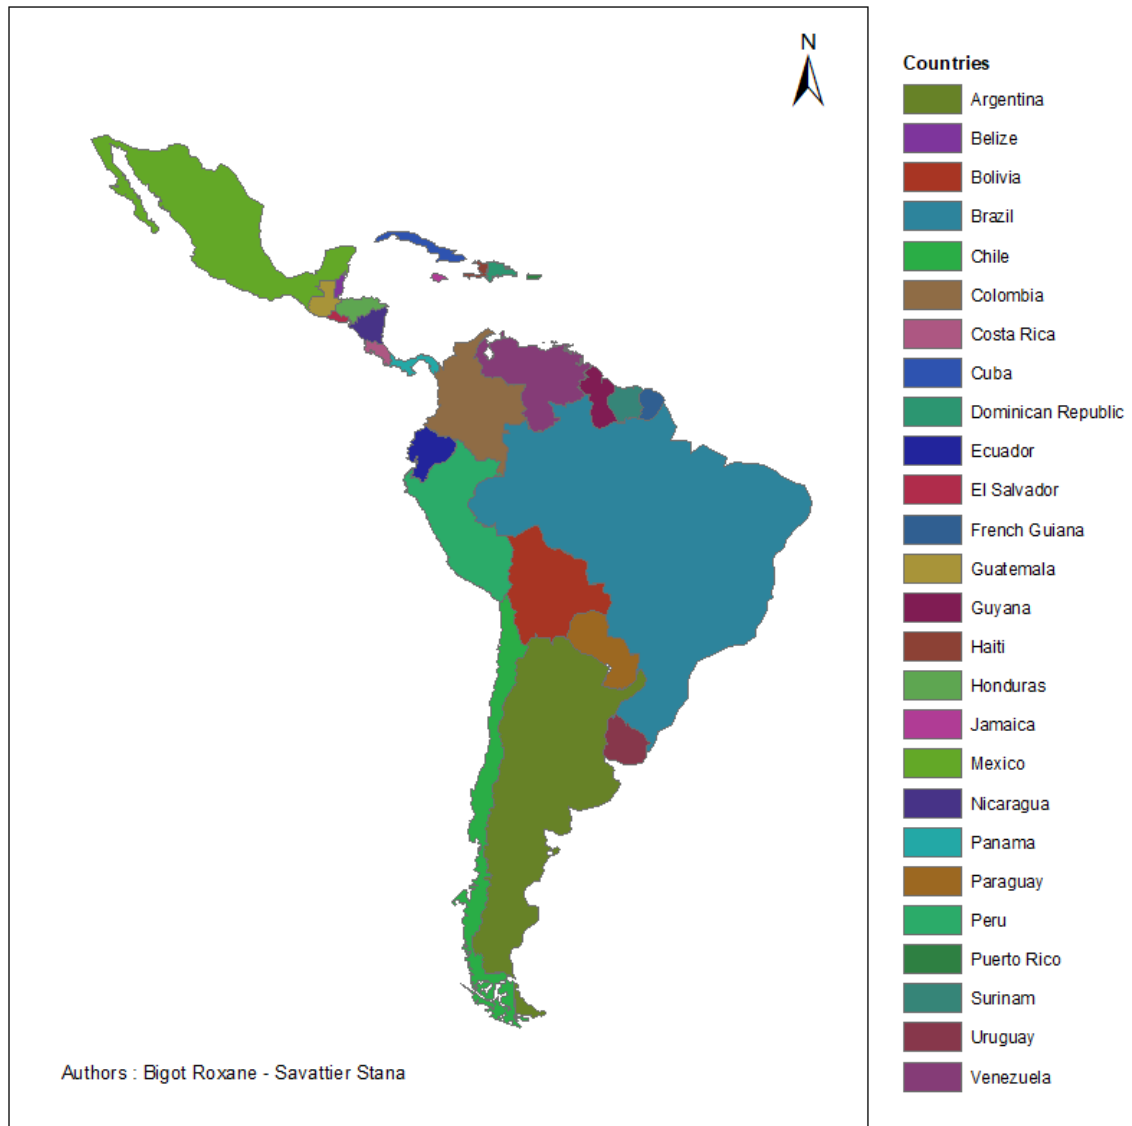 N
Countries
Argentina
Belize
Bolivia
Brazil
Chile
Colombia
Costa Rica
Cuba
Dominican Republic
Ecuador
El Salvador
French Guiana
Guatemala
Guyana
Haiti
Honduras
Jamaica
Mexico
Nicaragua
Panama
Paraguay
Peru
Puerto Rico
Surinam
Uruguay
Venezuela
Authors : Bigot Roxane - Savattier Stana